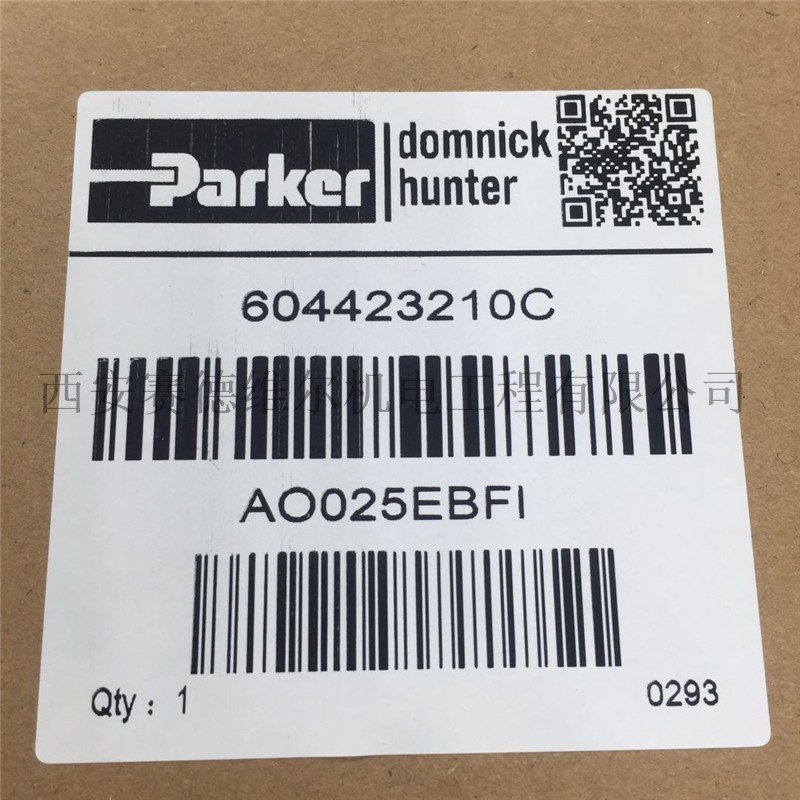 Parker
domnick
hunter
604423210C
西安赛德维尔机电工程有限公司
AO025EBFI
Qty : 1
0293